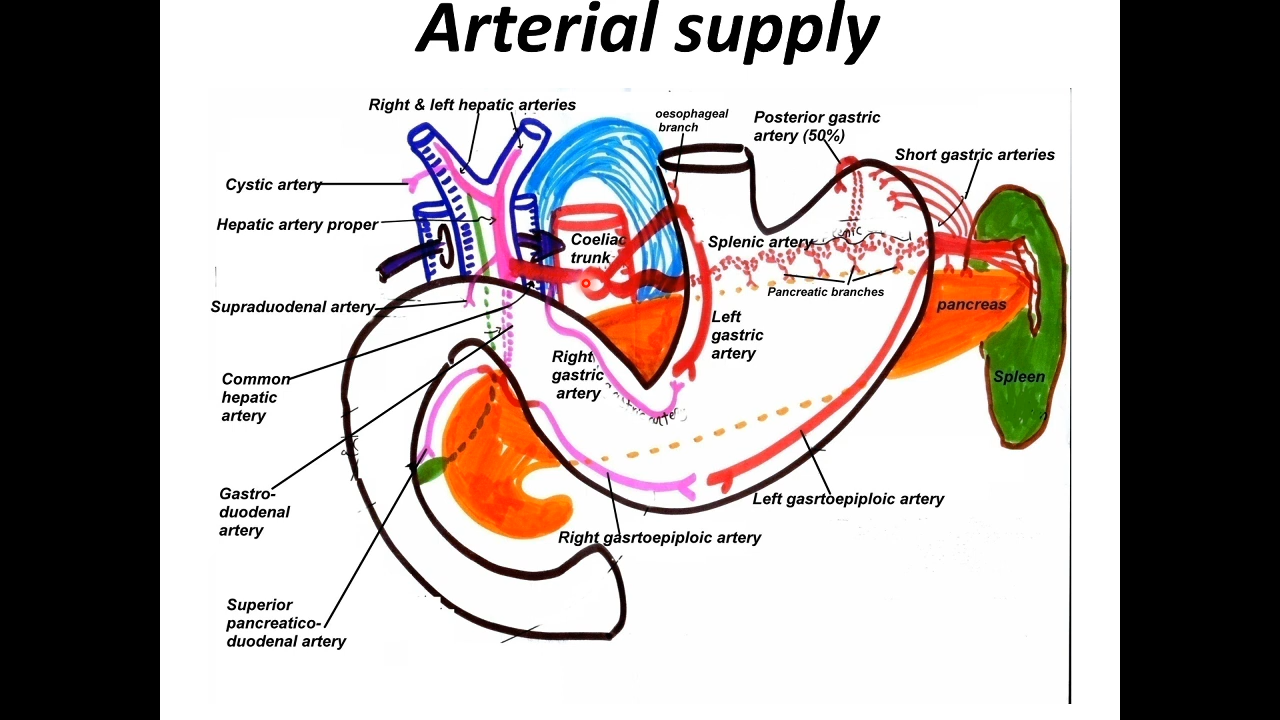 Arterial supply
Right & left hepatic arteries
oesophageal
branch
Posterior gastric
artery (50%)
Short gastric arteries
Cystic artery
Hepatic artery proper
Coeliac
trunk
Splenic artery
Pancreatic branches
pancreas
Supraduodenal artery
Left
gastric
artery
Right
gastric
artery
Common
hepatic
artery
Spleen
Gastro-
duodenal
artery
Left gasrtoepiploic artery
Right gasrtoepiploic artery
Superior
pancreatico-
duodenal artery